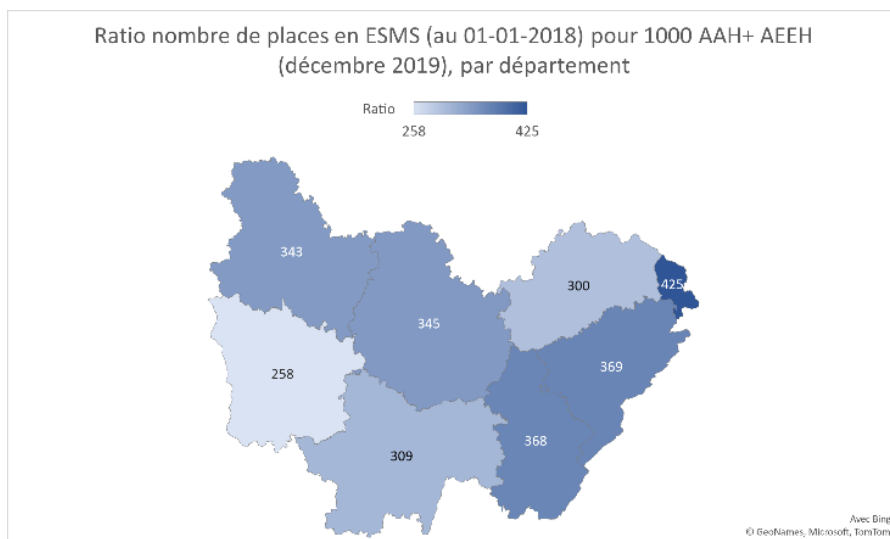 Ratio nombre de places en ESMS (au 01-01-2018) pour 1000 AAH+ AEEH
(décembre 2019), par département
Ratio
258 425
343
300
425
345
369
258
368
309
Avec Bing
© GeoNames, Microsoft, TomTom